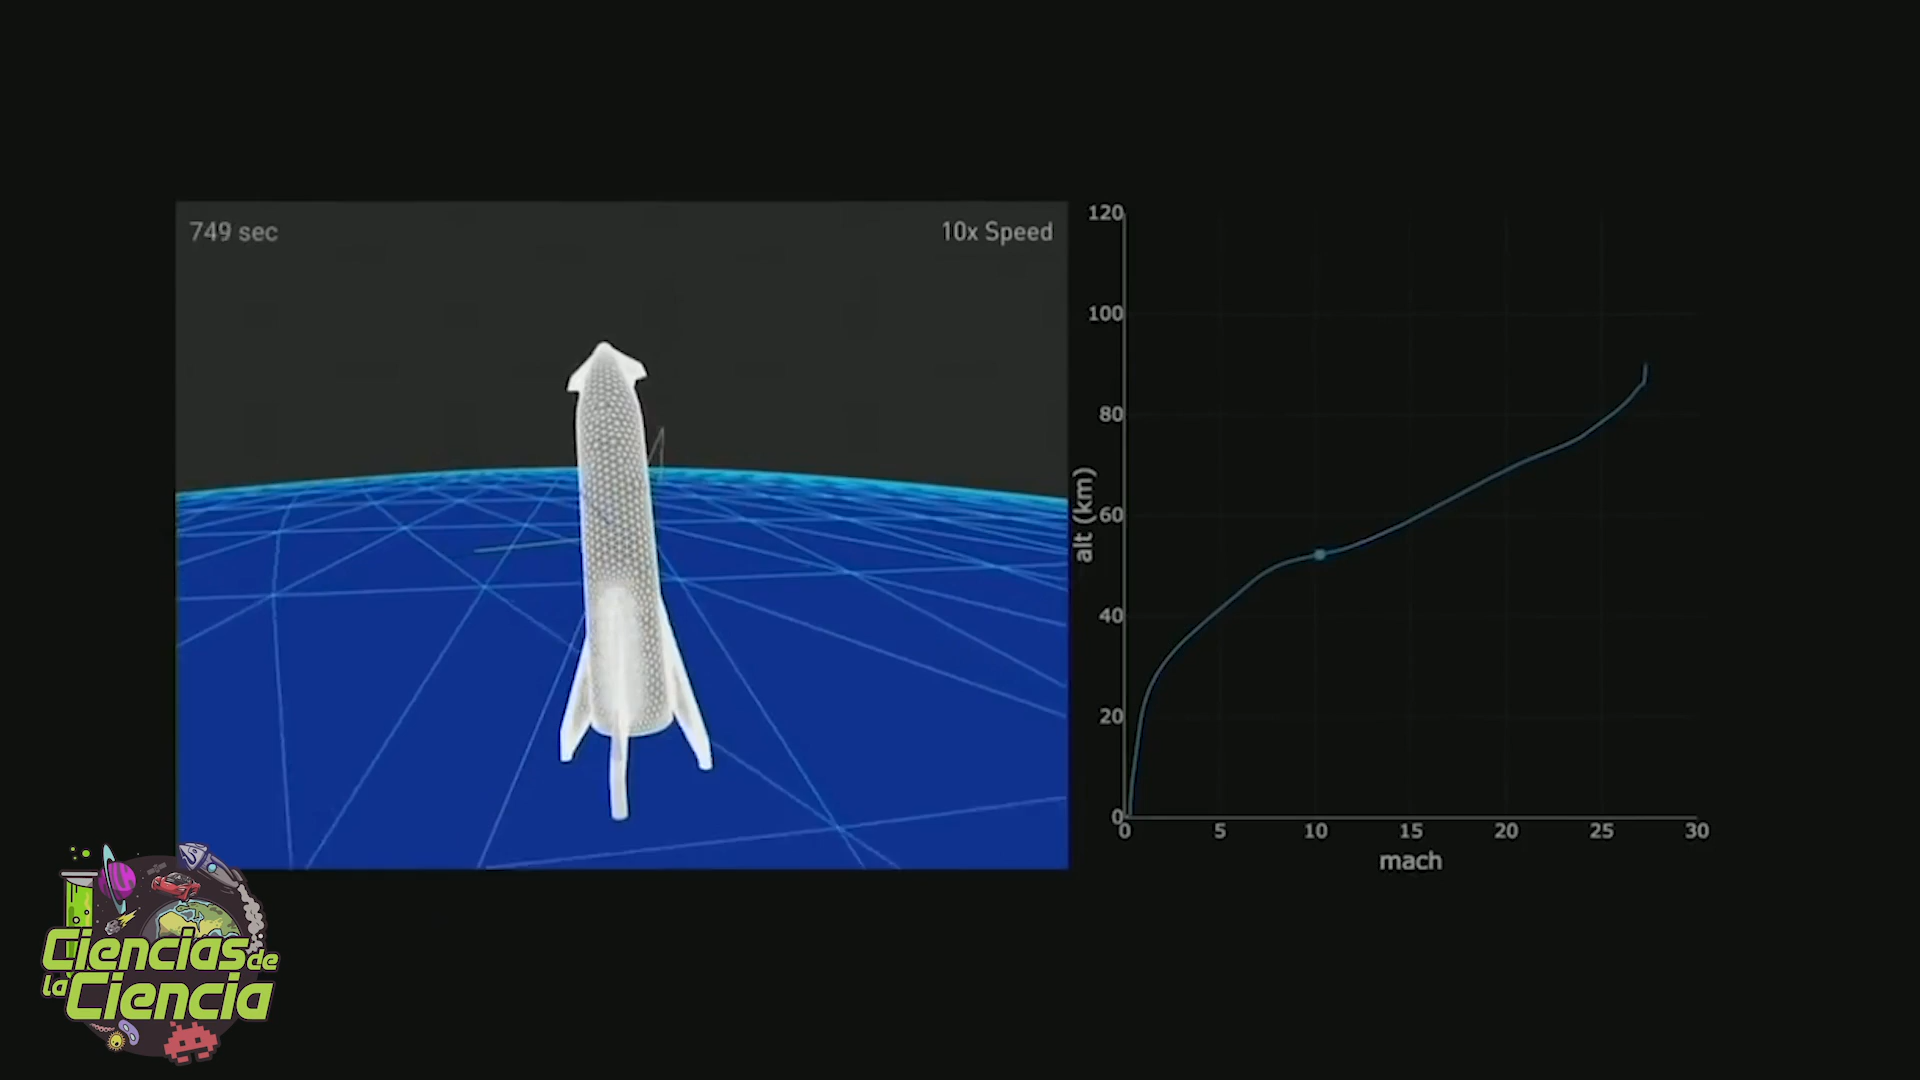 749 sec
10x Speed
120
100
80
60
40
20
0
alt (km)
0 5 10 15 20 25 30
mach
Ciencias de
la Ciencia